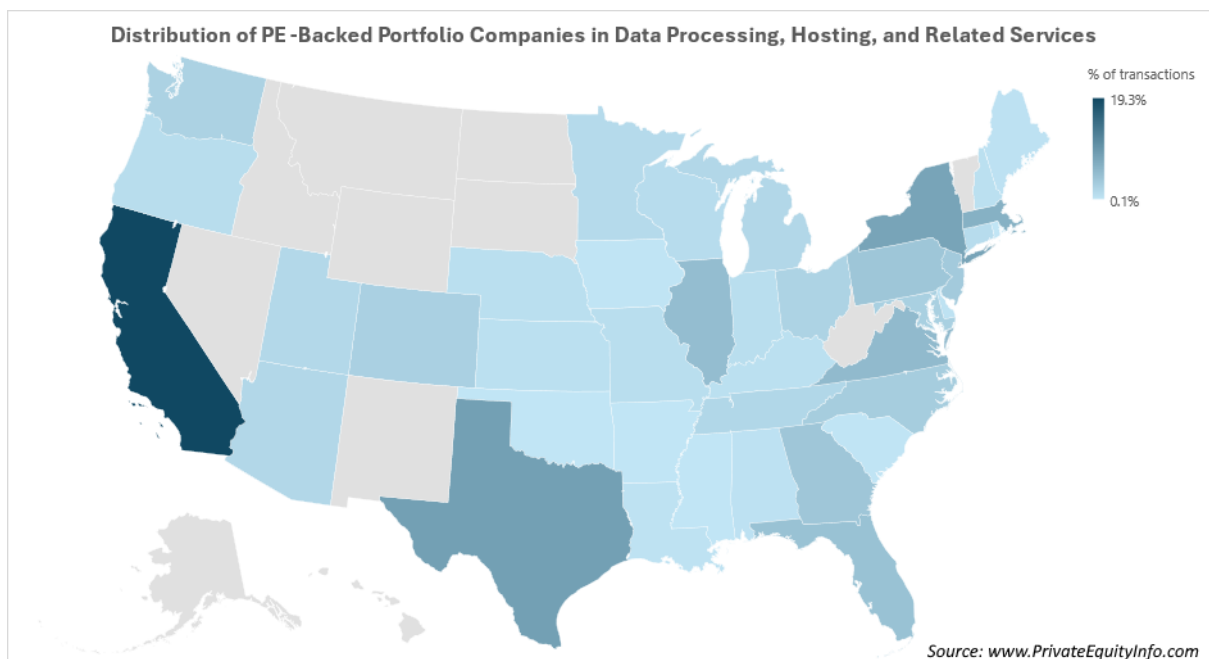 Distribution of PE -Backed Portfolio Companies in Data Processing, Hosting, and Related Services
% of transactions
19.3%
0.1%
Source: www.PrivateEquityInfo.com